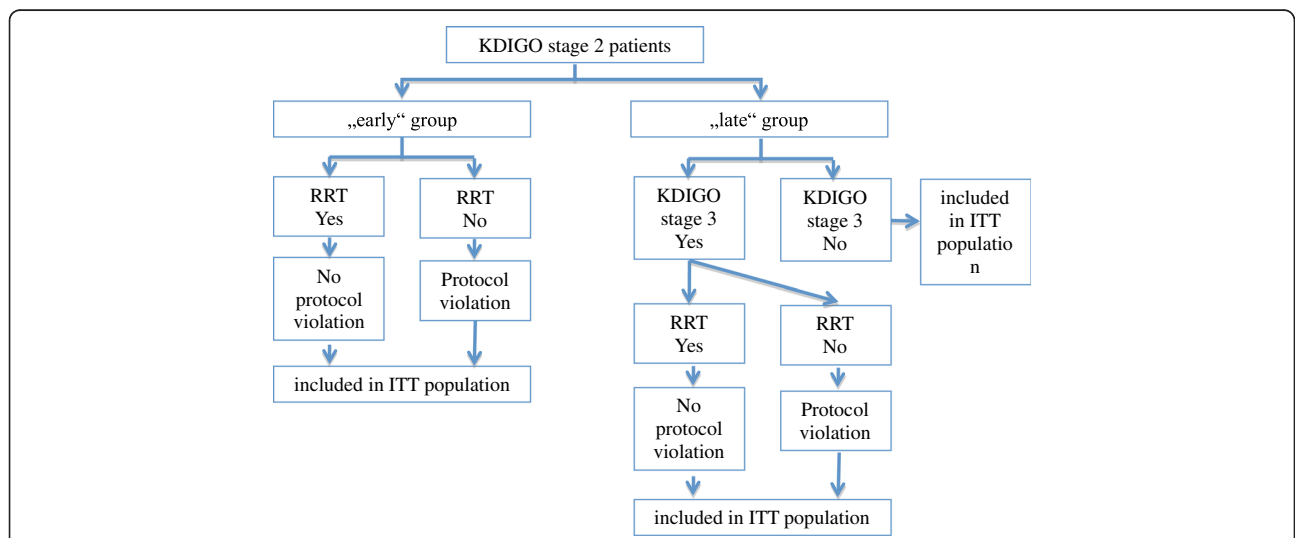 KDIGO stage 2 patients
„early“ group
„late“ group
RRT
Yes
RRT
No
KDIGO
stage 3
Yes
KDIGO
stage 3
No
included
in ITT
populatio
n
No
protocol
violation
Protocol
violation
RRT
Yes
RRT
No
included in ITT population
No
protocol
violation
Protocol
violation
included in ITT population